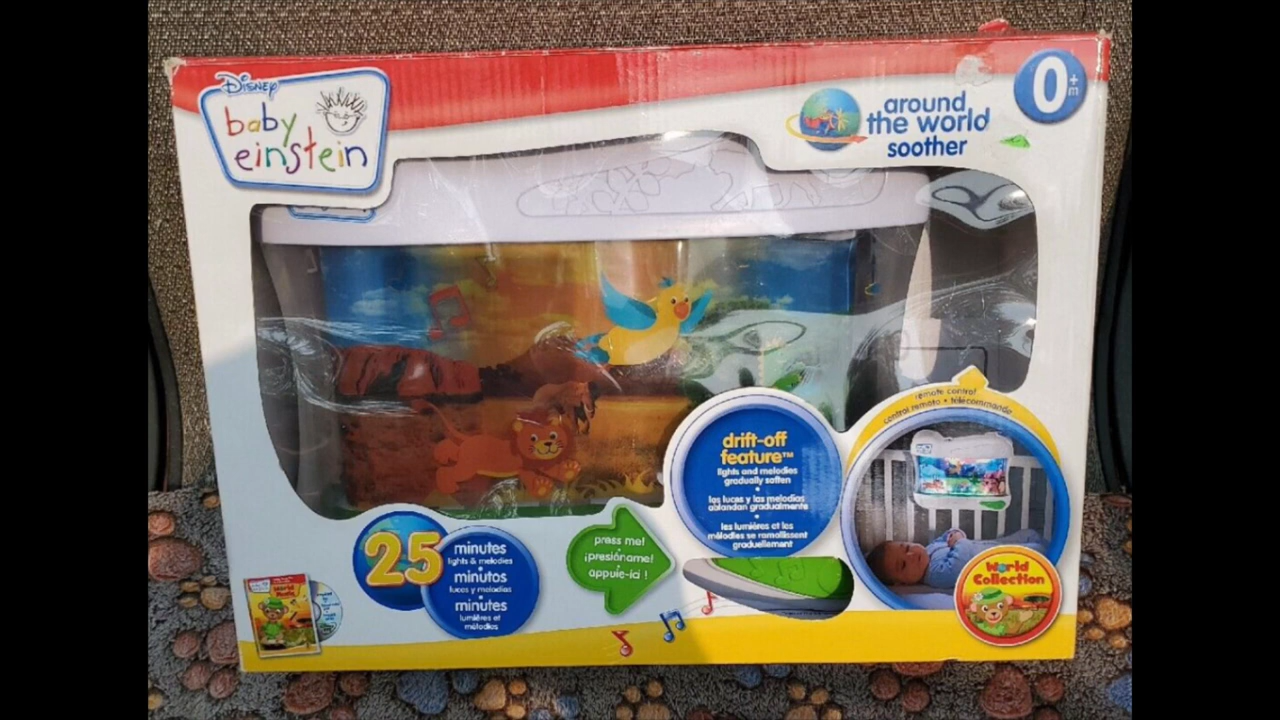 Disney
baby
einstein
around
the world
soother
0+
m
remote control
control remoto • télécommande
drift-off
feature™
lights and melodies
gradually soften
•
las luces y las melodías
ablandan gradualmente
•
les lumières et les
mélodies se ramollissent
graduellement
25
minutes
lights & melodies
minutos
luces y melodías
minutes
lumières et
mélodies
press me!
•
¡presióname!
•
appuie-ici !
World
Collection